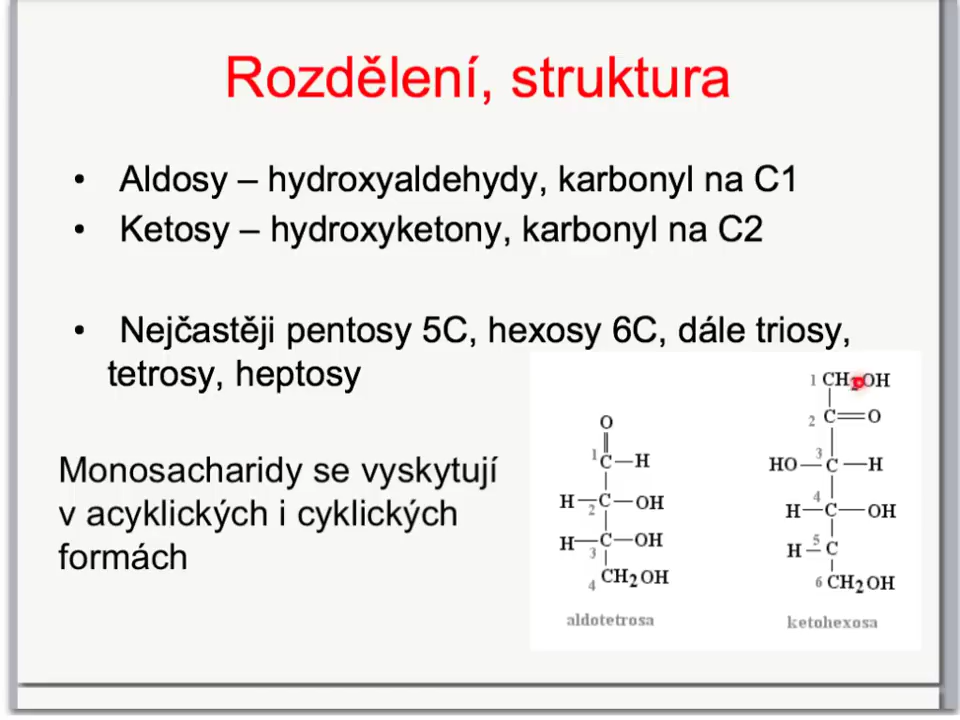 Rozdělení, struktura
• Aldosy – hydroxyaldehydy, karbonyl na C1
• Ketosy – hydroxyketony, karbonyl na C2
• Nejčastěji pentosy 5C, hexosy 6C, dále triosy,
tetrosy, heptosy
Monosacharidy se vyskytují
v acyklických i cyklických
formách
O
1 C—H
H—C—OH
2
H—C—OH
3
4 CH2OH
aldotetrosa
1 CH OH
2 C=O
3
HO—C—H
4
H—C—OH
5
H—C
6 CH2OH
ketohexosa